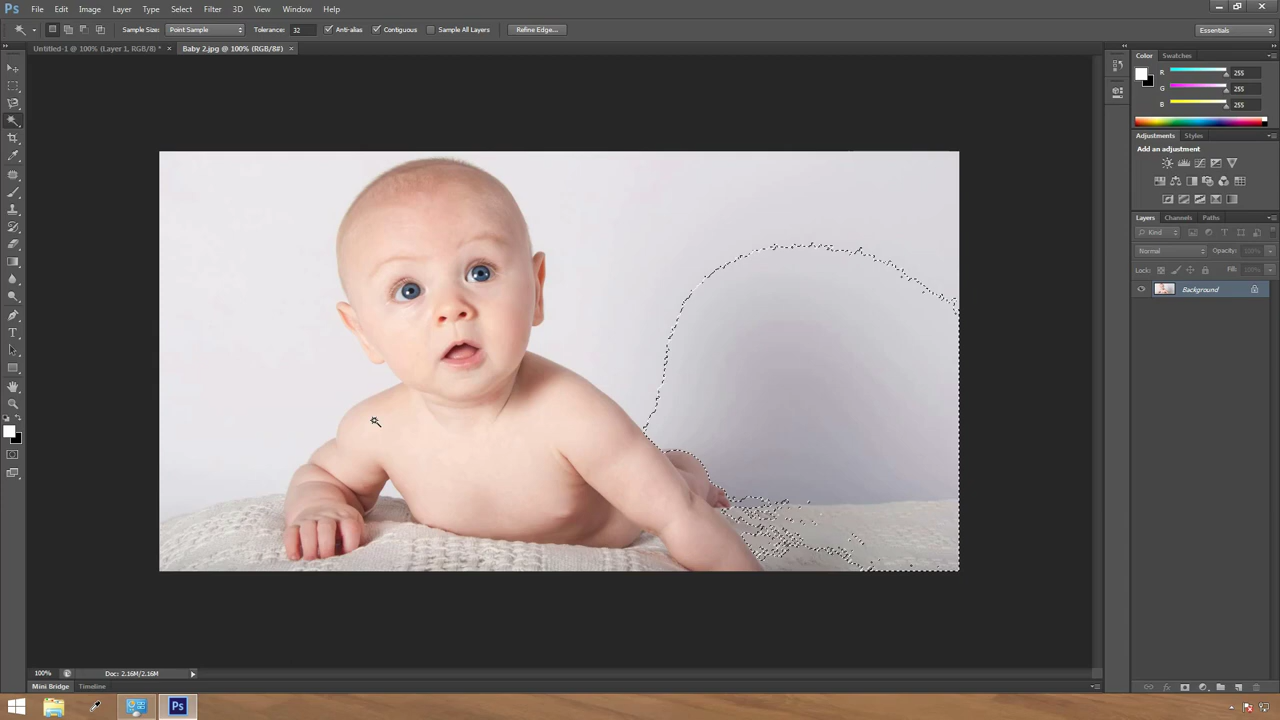 Ps File Edit Image Layer Type Select Filter 3D View Window Help
Sample Size: Point Sample Tolerance: 32 Anti-alias Contiguous Sample All Layers Refine Edge... Essentials
Untitled-1 @ 100% (Layer 1, RGB/8) * × Baby 2.jpg @ 100% (RGB/8#) ×
Color Swatches
R 255
G 255
B 255
Adjustments Styles
Add an adjustment
Layers Channels Paths
Kind
Normal Opacity: 100%
Lock: Fill: 100%
Background
100% Doc: 2.16M/2.16M
Mini Bridge Timeline
Ps